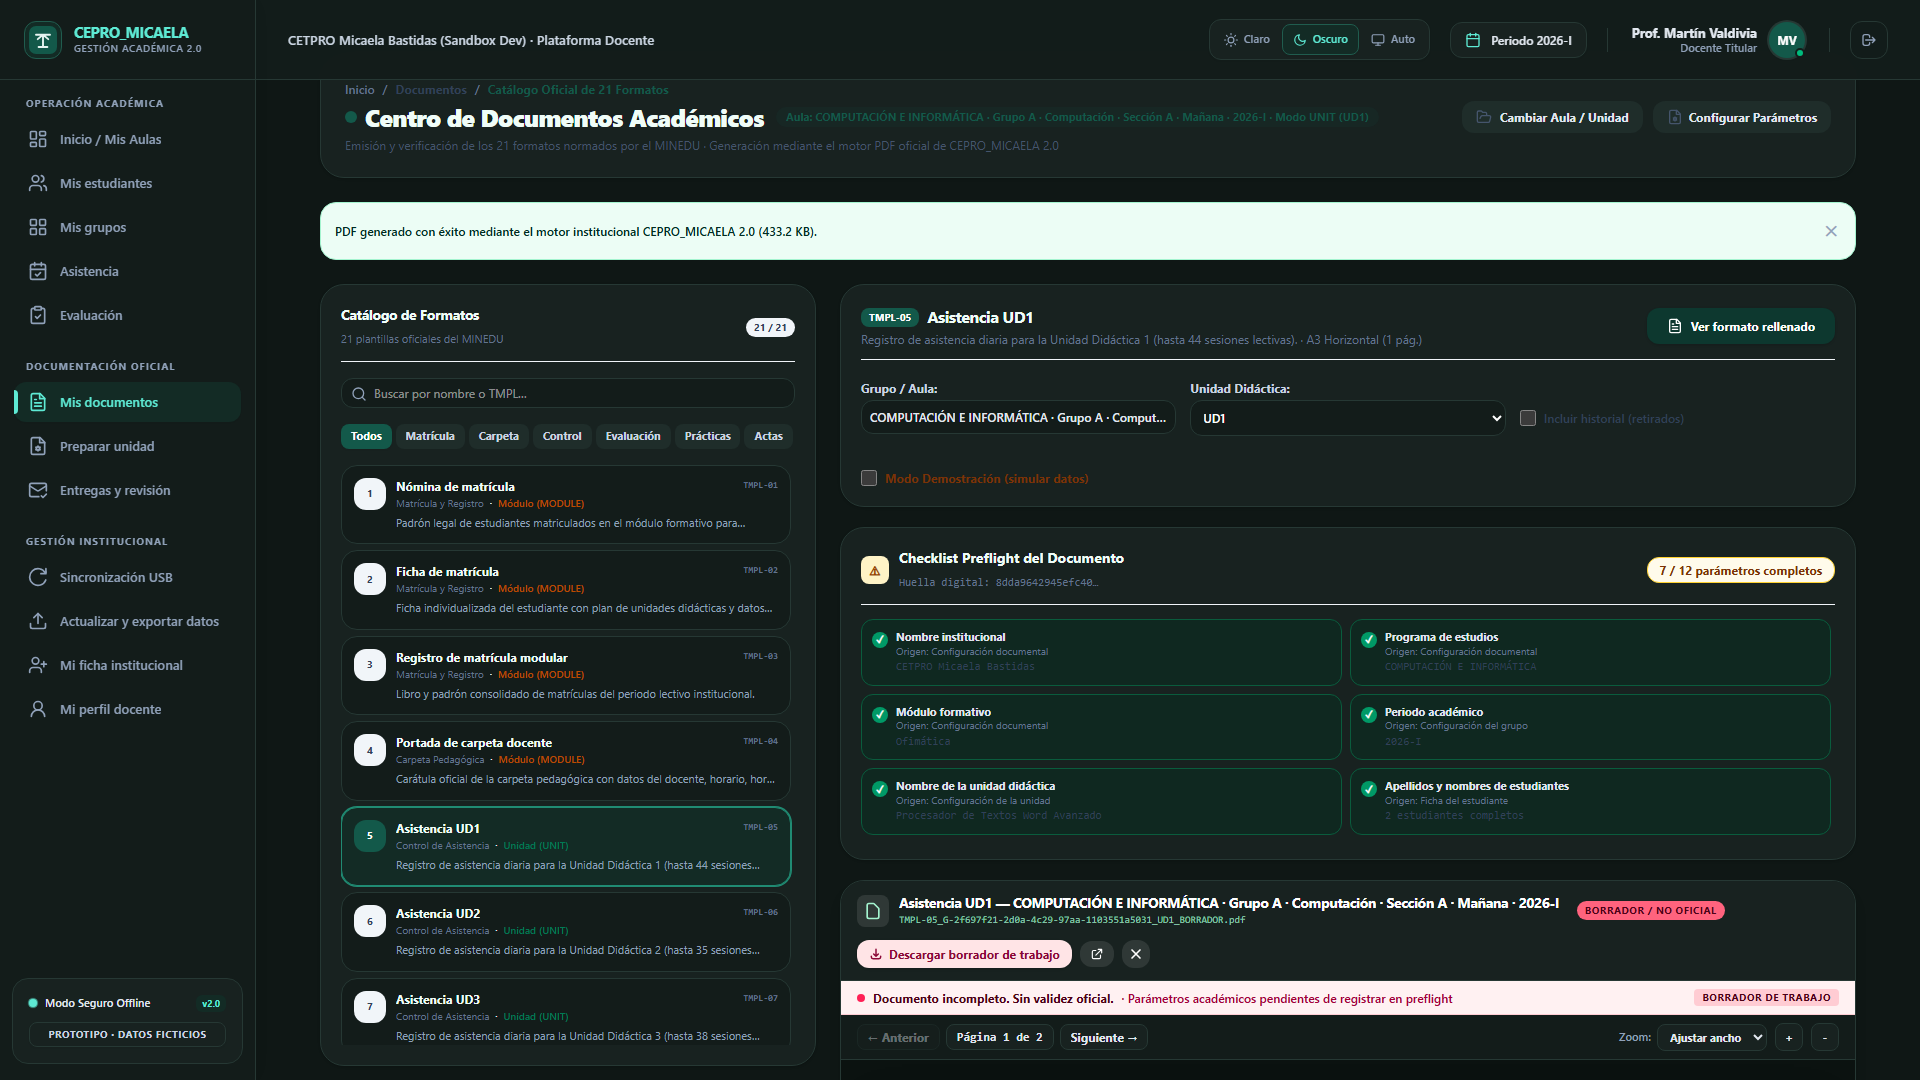 CEPRO_MICAELA
GESTIÓN ACADÉMICA 2.0
CETPRO Micaela Bastidas (Sandbox Dev) · Plataforma Docente
Claro
Oscuro
Auto
Periodo 2026-I
Prof. Martín Valdivia
Docente Titular
MV
OPERACIÓN ACADÉMICA
Inicio / Mis Aulas
Mis estudiantes
Mis grupos
Asistencia
Evaluación
DOCUMENTACIÓN OFICIAL
Mis documentos
Preparar unidad
Entregas y revisión
GESTIÓN INSTITUCIONAL
Sincronización USB
Actualizar y exportar datos
Mi ficha institucional
Mi perfil docente
Modo Seguro Offline
v2.0
PROTOTIPO · DATOS FICTICIOS
Inicio / Documentos / Catálogo Oficial de 21 Formatos
Centro de Documentos Académicos
Aula: COMPUTACIÓN E INFORMÁTICA · Grupo A · Computación · Sección A · Mañana · 2026-I · Modo UNIT (UD1)
Cambiar Aula / Unidad
Configurar Parámetros
Emisión y verificación de los 21 formatos normados por el MINEDU · Generación mediante el motor PDF oficial de CEPRO_MICAELA 2.0
PDF generado con éxito mediante el motor institucional CEPRO_MICAELA 2.0 (433.2 KB).
Catálogo de Formatos
21 plantillas oficiales del MINEDU
21 / 21
Buscar por nombre o TMPL...
Todos
Matrícula
Carpeta
Control
Evaluación
Prácticas
Actas
1
Nómina de matrícula
TMPL-01
Matrícula y Registro · Módulo (MODULE)
Padrón legal de estudiantes matriculados en el módulo formativo para...
2
Ficha de matrícula
TMPL-02
Matrícula y Registro · Módulo (MODULE)
Ficha individualizada del estudiante con plan de unidades didácticas y datos...
3
Registro de matrícula modular
TMPL-03
Matrícula y Registro · Módulo (MODULE)
Libro y padrón consolidado de matrículas del periodo lectivo institucional.
4
Portada de carpeta docente
TMPL-04
Carpeta Pedagógica · Módulo (MODULE)
Carátula oficial de la carpeta pedagógica con datos del docente, horario, hor...
5
Asistencia UD1
TMPL-05
Control de Asistencia · Unidad (UNIT)
Registro de asistencia diaria para la Unidad Didáctica 1 (hasta 44 sesiones...
6
Asistencia UD2
TMPL-06
Control de Asistencia · Unidad (UNIT)
Registro de asistencia diaria para la Unidad Didáctica 2 (hasta 35 sesiones...
7
Asistencia UD3
TMPL-07
Control de Asistencia · Unidad (UNIT)
Registro de asistencia diaria para la Unidad Didáctica 3 (hasta 38 sesiones...
TMPL-05
Asistencia UD1
Registro de asistencia diaria para la Unidad Didáctica 1 (hasta 44 sesiones lectivas). · A3 Horizontal (1 pág.)
Ver formato rellenado
Grupo / Aula:
COMPUTACIÓN E INFORMÁTICA · Grupo A · Comput...
Unidad Didáctica:
UD1
Incluir historial (retirados)
Modo Demostración (simular datos)
Checklist Preflight del Documento
Huella digital: 8dda9642945efc40…
7 / 12 parámetros completos
Nombre institucional
Origen: Configuración documental
CETPRO Micaela Bastidas
Programa de estudios
Origen: Configuración documental
COMPUTACIÓN E INFORMÁTICA
Módulo formativo
Origen: Configuración documental
Ofimática
Periodo académico
Origen: Configuración del grupo
2026-I
Nombre de la unidad didáctica
Origen: Configuración de la unidad
Procesador de Textos Word Avanzado
Apellidos y nombres de estudiantes
Origen: Ficha del estudiante
2 estudiantes completos
Asistencia UD1 — COMPUTACIÓN E INFORMÁTICA · Grupo A · Computación · Sección A · Mañana · 2026-I
TMPL-05_G-2f697f21-2d0a-4c29-97aa-1103551a5031_UD1_BORRADOR.pdf
BORRADOR / NO OFICIAL
Descargar borrador de trabajo
Documento incompleto. Sin validez oficial. · Parámetros académicos pendientes de registrar en preflight
BORRADOR DE TRABAJO
← Anterior
Página 1 de 2
Siguiente →
Zoom:
Ajustar ancho
+
-